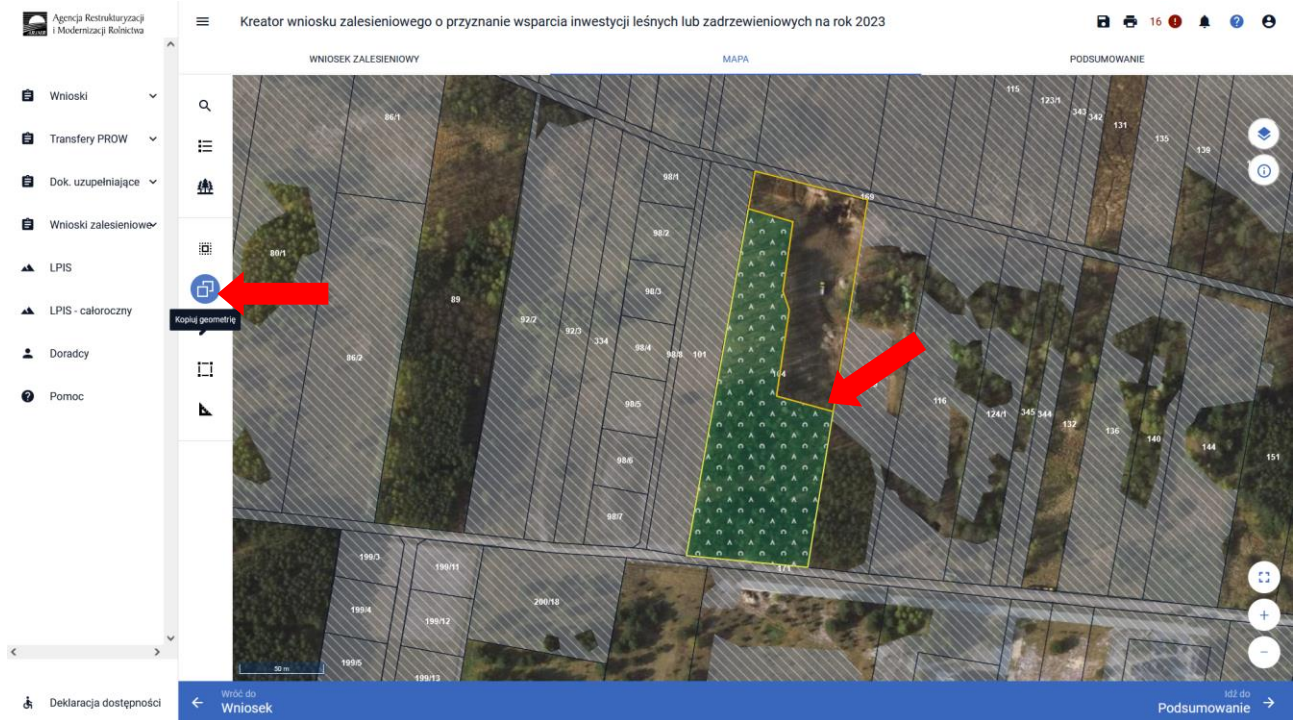 Agencja Restrukturyzacji
i Modernizacji Rolnictwa
Kreator wniosku zalesieniowego o przyznanie wsparcia inwestycji leśnych lub zadrzewieniowych na rok 2023
16
WNIOSEK ZALESIENIOWY
MAPA
PODSUMOWANIE
Wnioski
Transfery PROW
Dok. uzupełniające
Wnioski zalesieniowe
LPIS
LPIS - całoroczny
Doradcy
Pomoc
Kopiuj geometrię
86/1
115
123/1
343
342
131
135
139
98/1
169
98/2
80/1
98/3
89
92/2
92/3
334
98/4
98/8
101
86/2
104
98/5
116
124/1
345
344
132
136
140
144
151
98/6
98/7
171
199/3
199/11
200/18
199/4
199/12
199/5
199/13
50 m
Deklaracja dostępności
Wróć do
Wniosek
Idź do
Podsumowanie